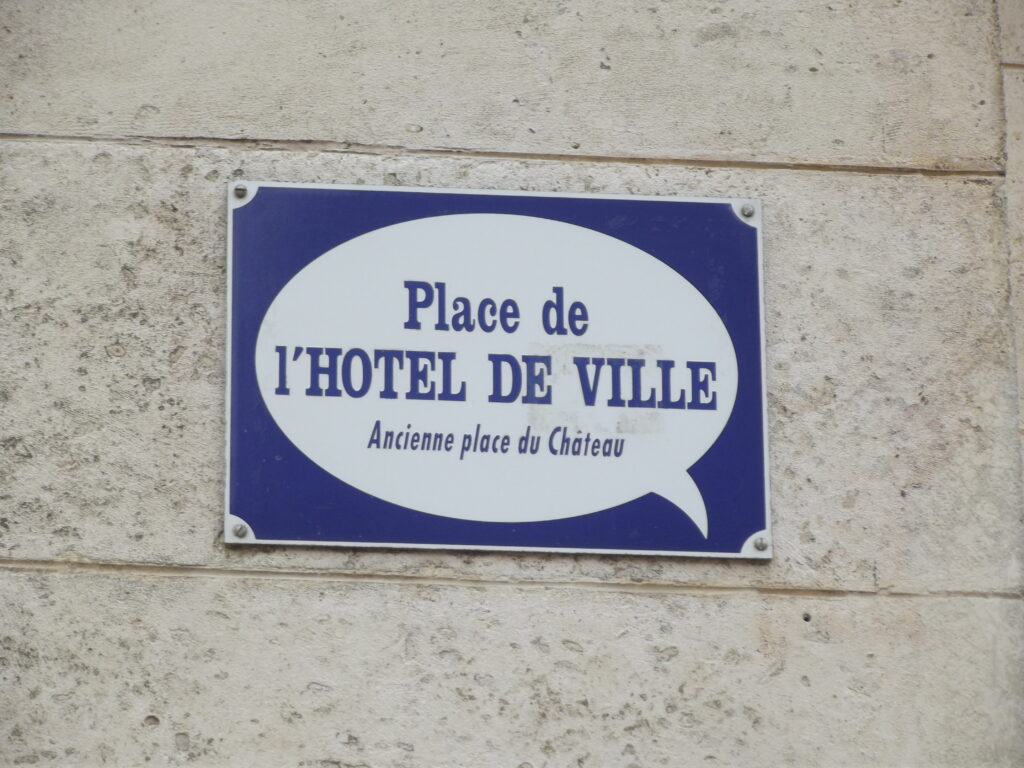 Place de
l'HOTEL DE VILLE
Ancienne place du Château